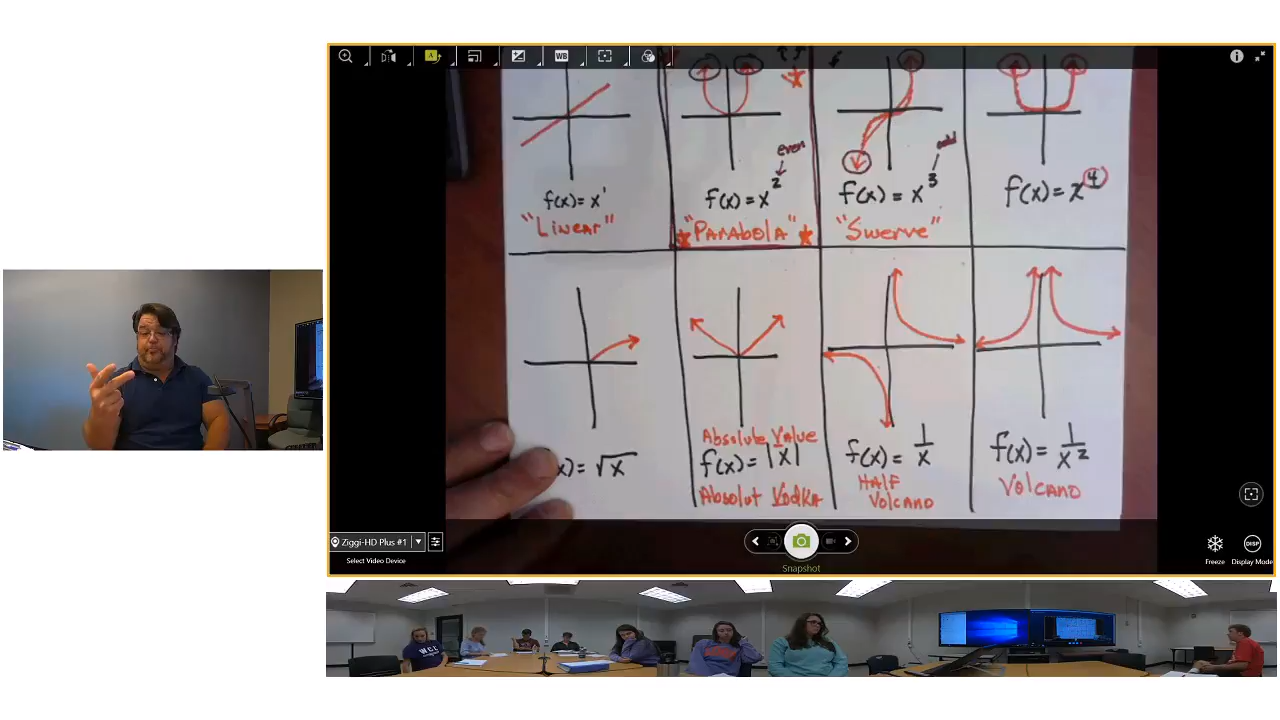 WB
even
odd
f(x) = x¹
f(x) = x²
f(x) = x³
f(x) = x⁴
"Linear"
★"Parabola"★
"Swerve"
Absolute Value
x) = √x
f(x) = |x|
f(x) = 1/x
f(x) = 1/x²
Absolut Vodka
Half
Volcano
Volcano
Ziggi-HD Plus #1
Select Video Device
Snapshot
Freeze
DISP
Display Mode